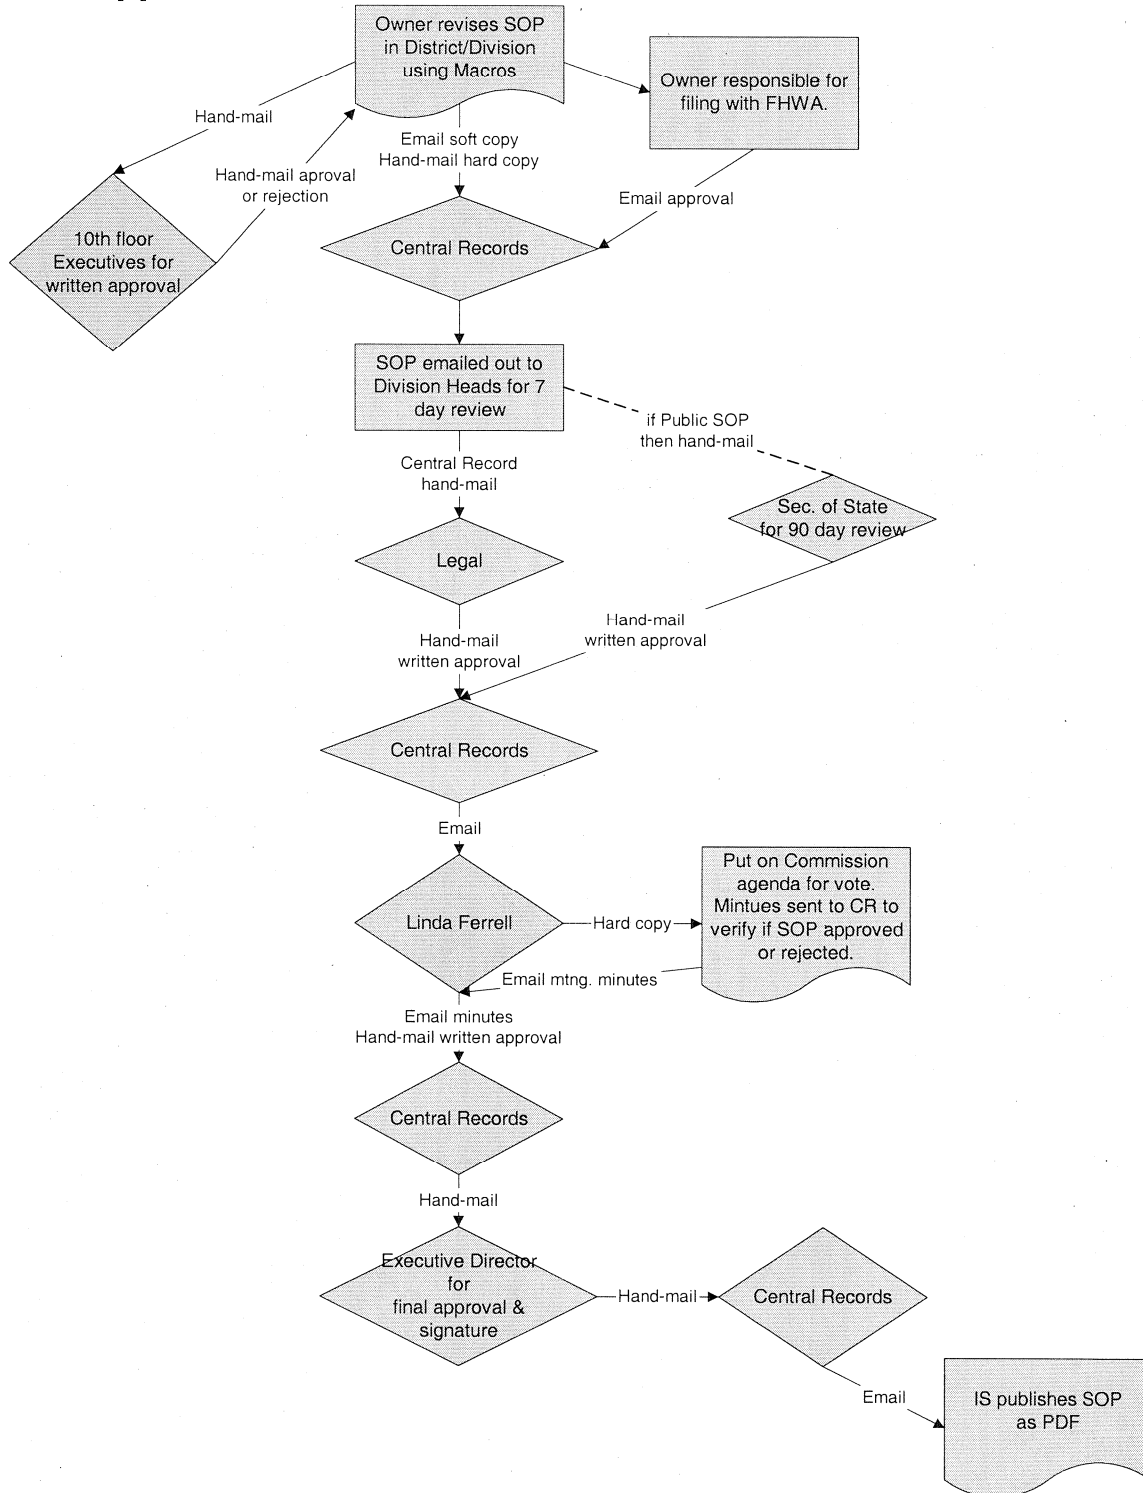 Owner revises SOP
in District/Division
using Macros
Owner responsible for
filing with FHWA.
Hand-mail
Email soft copy
Hand-mail hard copy
Hand-mail aproval
or rejection
Email approval
10th floor
Executives for
written approval
Central Records
SOP emailed out to
Division Heads for 7
day review
if Public SOP
then hand-mail
Central Record
hand-mail
Sec. of State
for 90 day review
Legal
Hand-mail
written approval
Hand-mail
written approval
Central Records
Email
Put on Commission
agenda for vote.
Mintues sent to CR to
verify if SOP approved
or rejected.
Linda Ferrell
Hard copy
Email mtng. minutes
Email minutes
Hand-mail written approval
Central Records
Hand-mail
Executive Director
for
final approval &
signature
Hand-mail
Central Records
Email
IS publishes SOP
as PDF